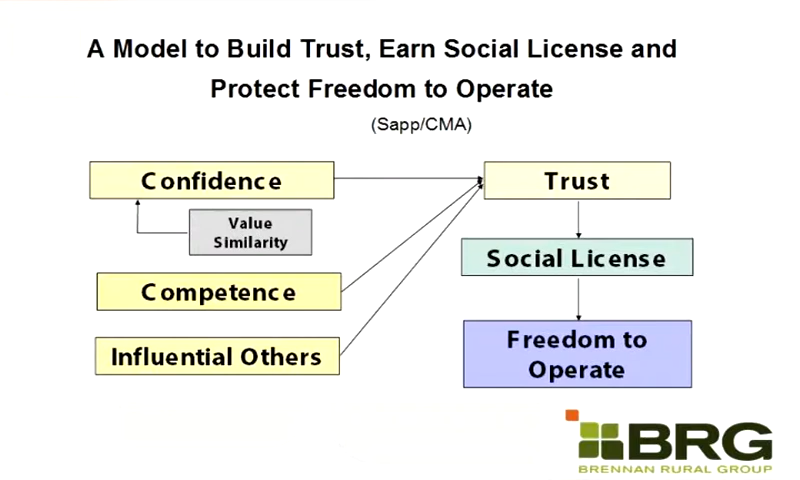 A Model to Build Trust, Earn Social License and
Protect Freedom to Operate
(Sapp/CMA)
Confidence
Trust
Value
Similarity
Social License
Competence
Influential Others
Freedom to
Operate
BRG
BRENNAN RURAL GROUP